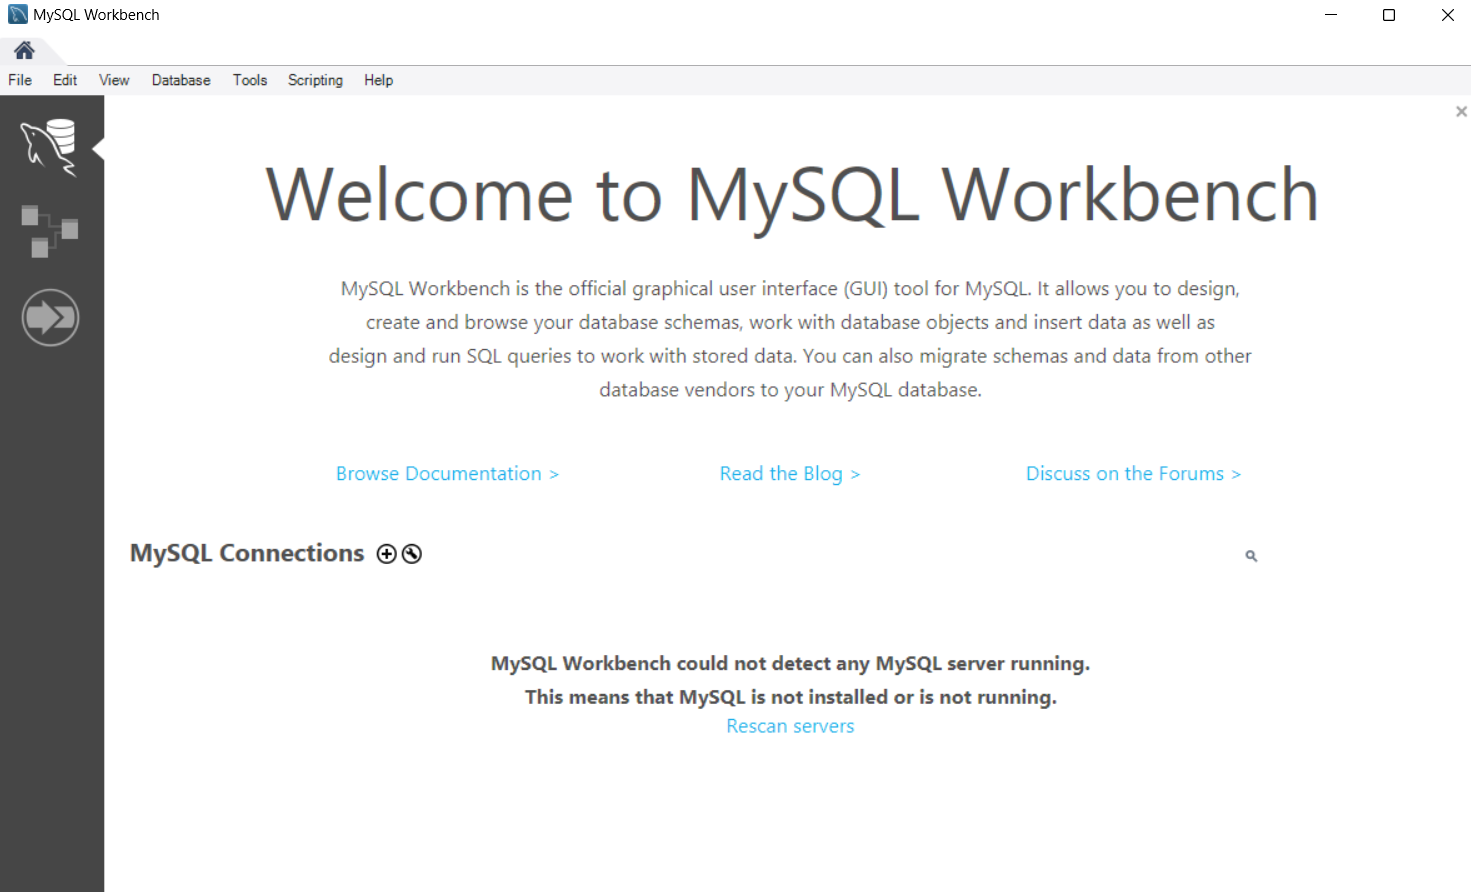 MySQL Workbench
File Edit View Database Tools Scripting Help
Welcome to MySQL Workbench
MySQL Workbench is the official graphical user interface (GUI) tool for MySQL. It allows you to design,
create and browse your database schemas, work with database objects and insert data as well as
design and run SQL queries to work with stored data. You can also migrate schemas and data from other
database vendors to your MySQL database.
Browse Documentation > Read the Blog > Discuss on the Forums >
MySQL Connections
MySQL Workbench could not detect any MySQL server running.
This means that MySQL is not installed or is not running.
Rescan servers